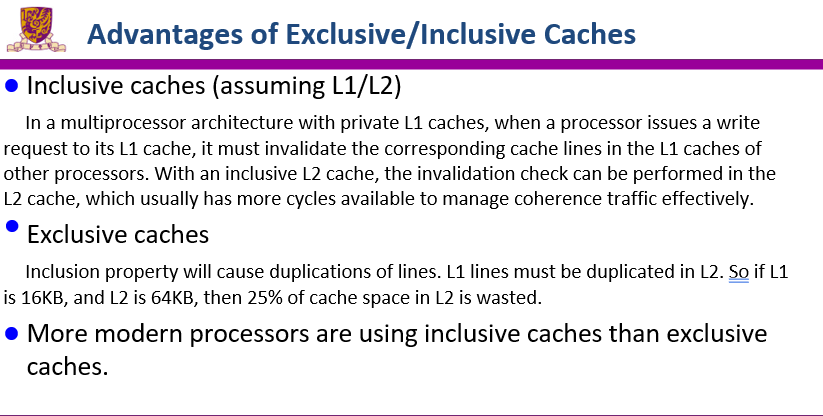 Advantages of Exclusive/Inclusive Caches
Inclusive caches (assuming L1/L2)
In a multiprocessor architecture with private L1 caches, when a processor issues a write
request to its L1 cache, it must invalidate the corresponding cache lines in the L1 caches of
other processors. With an inclusive L2 cache, the invalidation check can be performed in the
L2 cache, which usually has more cycles available to manage coherence traffic effectively.
Exclusive caches
Inclusion property will cause duplications of lines. L1 lines must be duplicated in L2. So if L1
is 16KB, and L2 is 64KB, then 25% of cache space in L2 is wasted.
More modern processors are using inclusive caches than exclusive
caches.